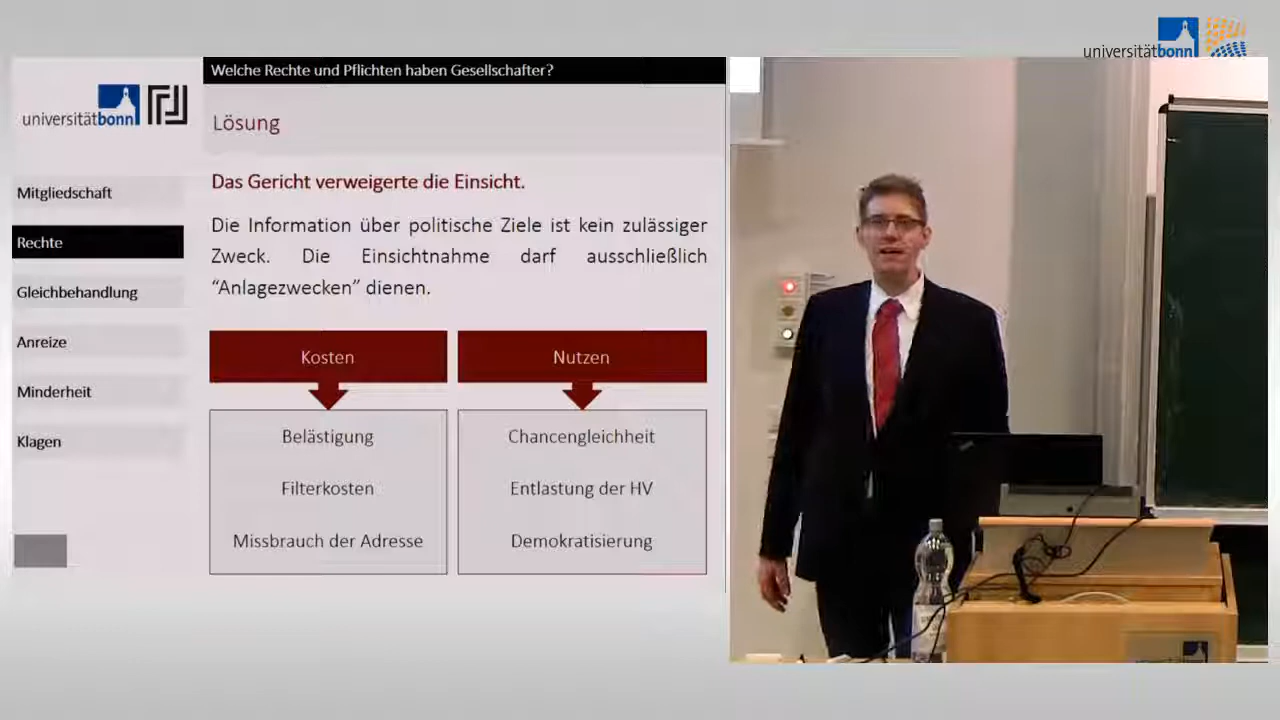 universitätbonn
Welche Rechte und Pflichten haben Gesellschafter?
universitätbonn
Lösung
Mitgliedschaft
Rechte
Gleichbehandlung
Anreize
Minderheit
Klagen
Das Gericht verweigerte die Einsicht.
Die Information über politische Ziele ist kein zulässiger
Zweck. Die Einsichtnahme darf ausschließlich
“Anlagezwecken” dienen.
Kosten
Belästigung
Filterkosten
Missbrauch der Adresse
Nutzen
Chancengleichheit
Entlastung der HV
Demokratisierung